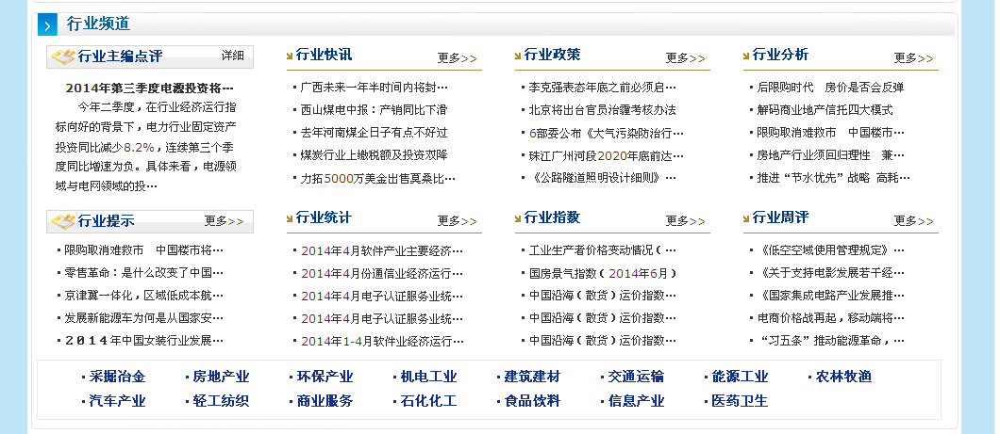 行业频道
行业主编点评 详细
2014年第三季度电源投资将…
今年二季度，在行业经济运行指
标向好的背景下，电力行业固定资产
投资同比减少8.2%，连续第三个季
度同比增速为负。具体来看，电源领
域与电网领域的投…
行业快讯 更多>>
广西未来一年半时间内将封…
西山煤电中报：产销同比下滑
去年河南煤企日子有点不好过
煤炭行业上缴税额及投资双降
力拓5000万美金出售莫桑比…
行业政策 更多>>
李克强表态年底之前必须启…
北京将出台官员治霾考核办法
6部委公布《大气污染防治行…
珠江广州河段2020年底前达…
《公路隧道照明设计细则》…
行业分析 更多>>
后限购时代　房价是否会反弹
解码商业地产信托四大模式
限购取消难救市　中国楼市…
房地产行业须回归理性　兼…
推进“节水优先”战略 高耗…
行业提示 更多>>
限购取消难救市　中国楼市将…
零售革命：是什么改变了中国…
京津冀一体化，区域低成本航…
发展新能源车为何是从国家安…
２０１４年中国女装行业发展…
行业统计 更多>>
2014年4月软件产业主要经济…
2014年4月份通信业经济运行…
2014年4月电子认证服务业统…
2014年4月电子认证服务业统…
2014年1-4月软件业经济运行…
行业指数 更多>>
工业生产者价格变动情况（…
国房景气指数（2014年6月）
中国沿海（散货）运价指数…
中国沿海（散货）运价指数…
中国沿海（散货）运价指数…
行业周评 更多>>
《低空空域使用管理规定》…
《关于支持电影发展若干经…
《国家集成电路产业发展推…
电商价格战再起，移动端将…
“习五条”推动能源革命，…
采掘冶金 房地产业 环保产业 机电工业 建筑建材 交通运输 能源工业 农林牧渔
汽车产业 轻工纺织 商业服务 石化化工 食品饮料 信息产业 医药卫生